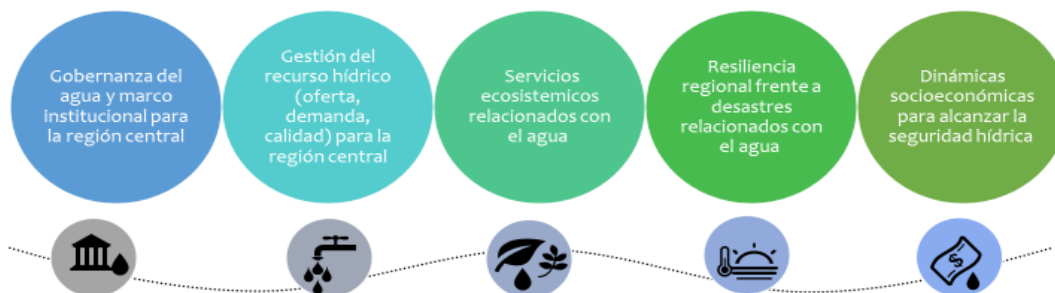 Gobernanza del
agua y marco
institucional para
la región central
Gestión del
recurso hídrico
(oferta,
demanda,
calidad) para la
región central
Servicios
ecosistemicos
relacionados con
el agua
Resiliencia
regional frente a
desastres
relacionados con
el agua
Dinámicas
socioeconómicas
para alcanzar la
seguridad hídrica
$